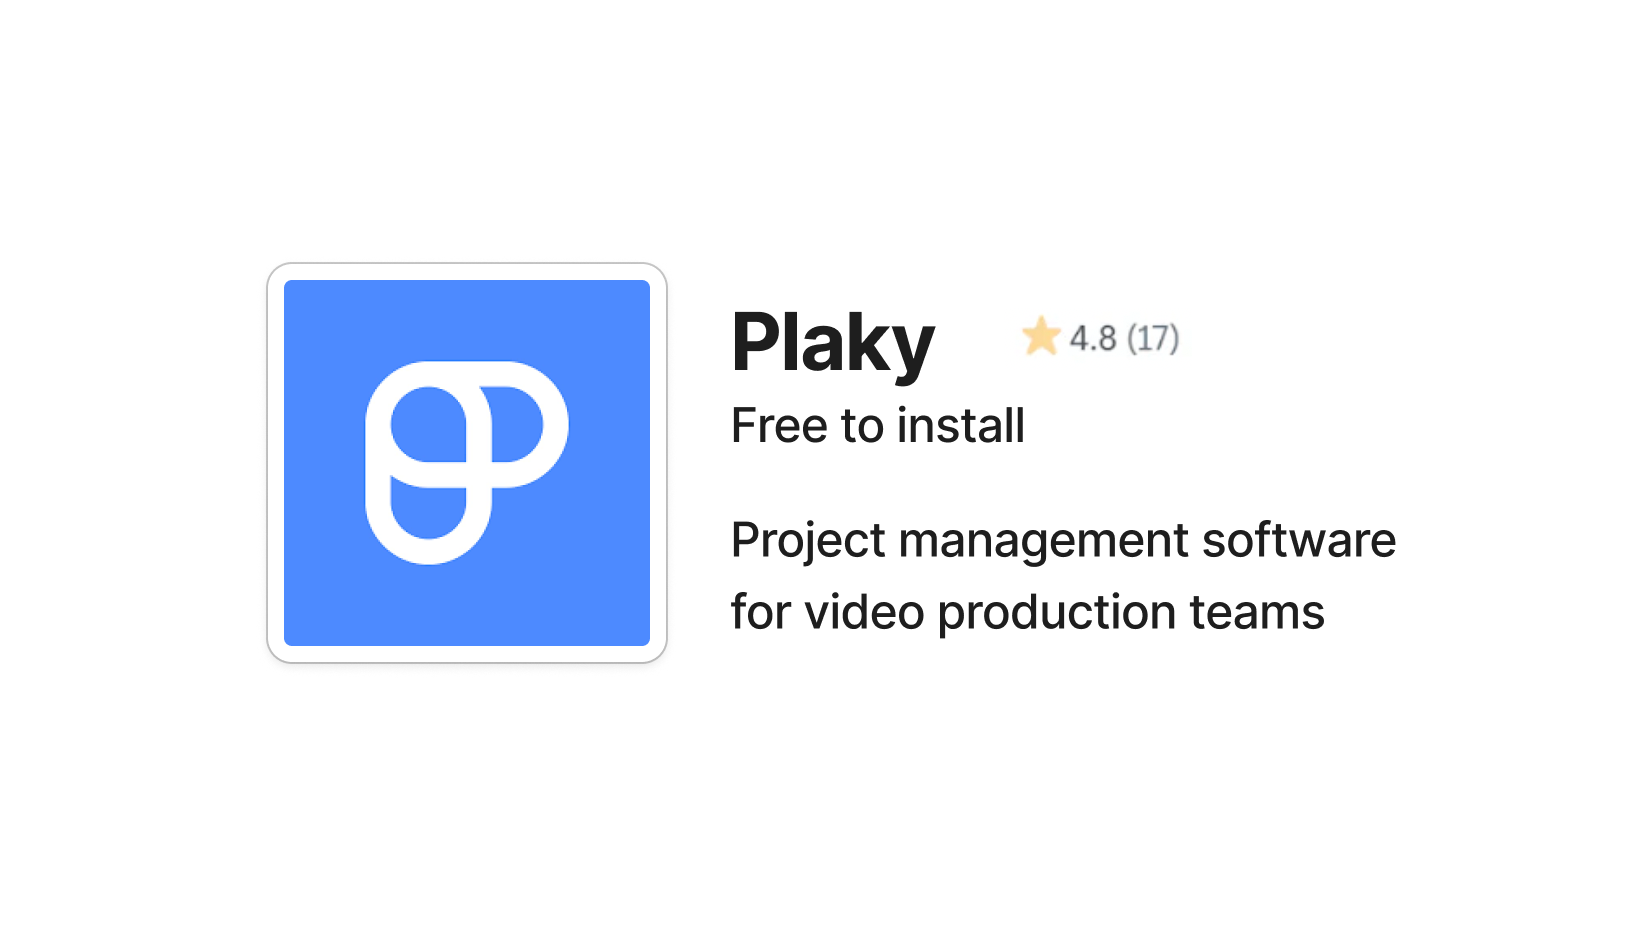 Plaky
4.8 (17)
Free to install
Project management software
for video production teams